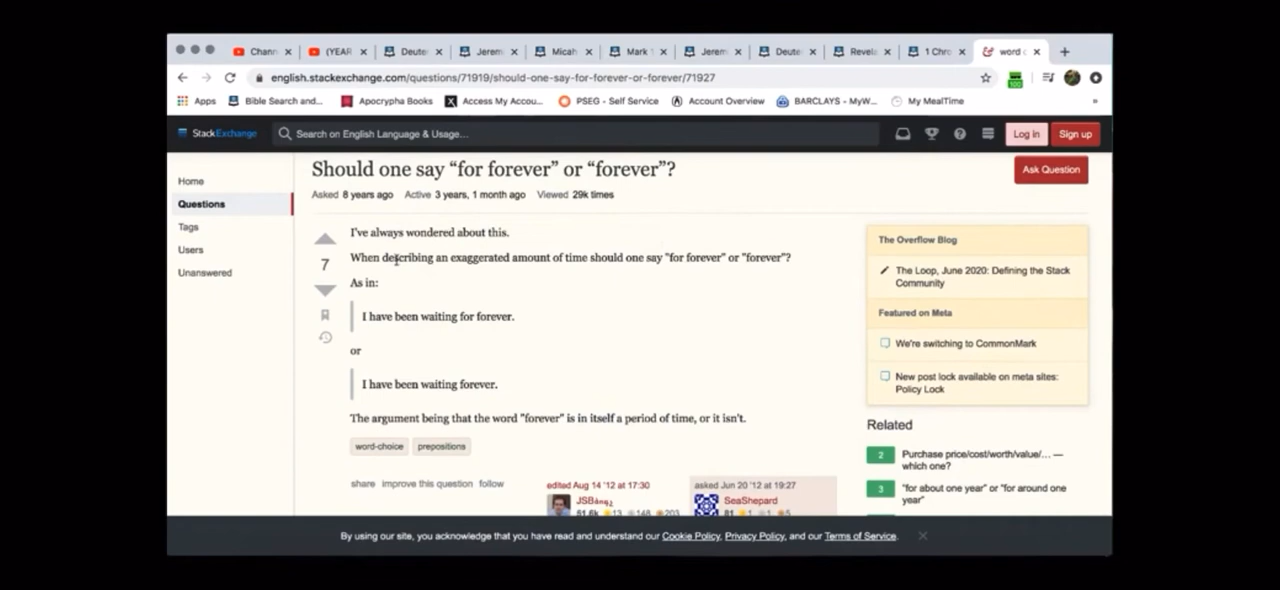 Chann
(YEAR
Deuter
Jerem
Micah
Mark
Jerem
Deuter
Revela
1 Chro
word c
english.stackexchange.com/questions/71919/should-one-say-for-forever-or-forever/71927
100
Apps
Bible Search and...
Apocrypha Books
Access My Accou...
PSEG - Self Service
Account Overview
BARCLAYS - MyW...
My MealTime
»
StackExchange
Search on English Language & Usage...
Log in
Sign up
Home
Questions
Tags
Users
Unanswered
Should one say “for forever” or “forever”?
Ask Question
Asked 8 years ago Active 3 years, 1 month ago Viewed 29k times
7
I've always wondered about this.
When describing an exaggerated amount of time should one say "for forever" or "forever"?
As in:
I have been waiting for forever.
or
I have been waiting forever.
The argument being that the word "forever" is in itself a period of time, or it isn't.
word-choice prepositions
share improve this question follow
edited Aug 14 '12 at 17:30
51.6k 13 148 203
asked Jun 20 '12 at 19:27
SeaShepard
81 1 1 5
The Overflow Blog
The Loop, June 2020: Defining the Stack
Community
Featured on Meta
We're switching to CommonMark
New post lock available on meta sites:
Policy Lock
Related
2 Purchase price/cost/worth/value/... —
which one?
3 "for about one year" or "for around one
year"
By using our site, you acknowledge that you have read and understand our Cookie Policy, Privacy Policy, and our Terms of Service.